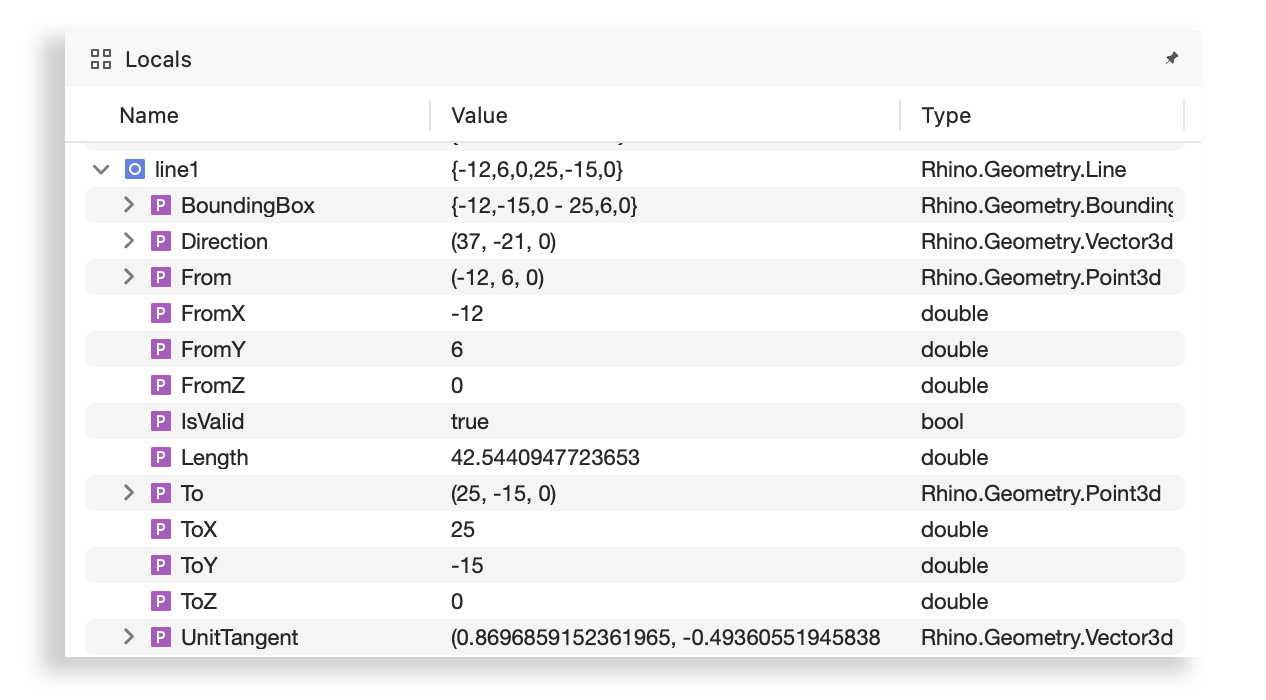 Locals
Name Value Type
line1 {-12,6,0,25,-15,0} Rhino.Geometry.Line
P BoundingBox {-12,-15,0 - 25,6,0} Rhino.Geometry.Bounding
P Direction (37, -21, 0) Rhino.Geometry.Vector3d
P From (-12, 6, 0) Rhino.Geometry.Point3d
P FromX -12 double
P FromY 6 double
P FromZ 0 double
P IsValid true bool
P Length 42.5440947723653 double
P To (25, -15, 0) Rhino.Geometry.Point3d
P ToX 25 double
P ToY -15 double
P ToZ 0 double
P UnitTangent (0.8696859152361965, -0.49360551945838 Rhino.Geometry.Vector3d